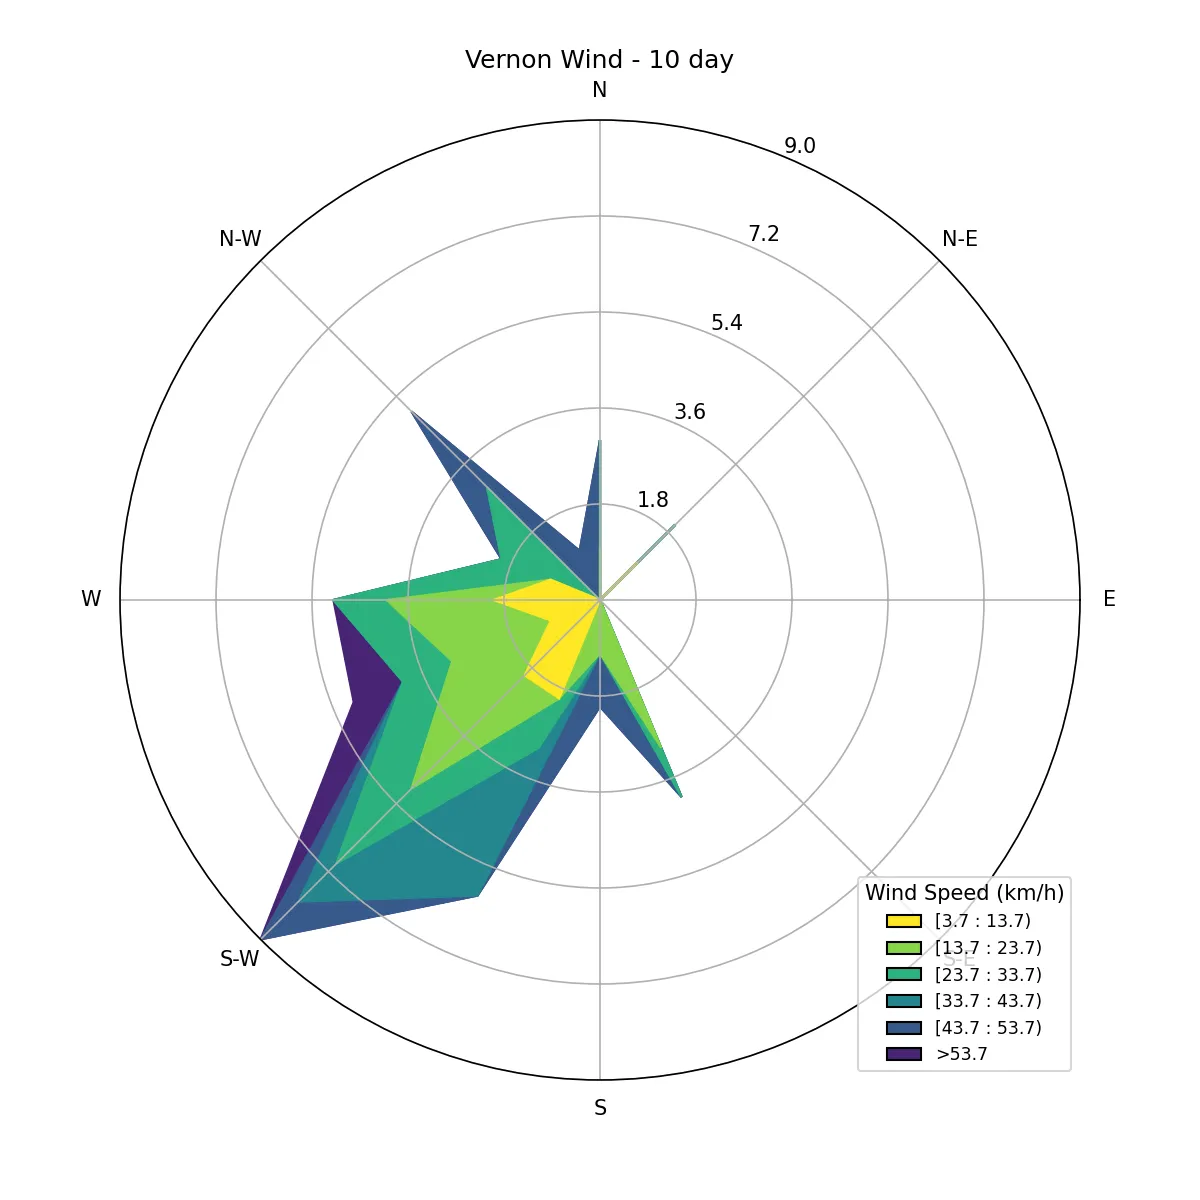 Vernon Wind - 10 day
N
9.0
N-W
7.2
N-E
5.4
3.6
1.8
W
E
S-W
S-E
S
Wind Speed (km/h)
[3.7 : 13.7)
[13.7 : 23.7)
[23.7 : 33.7)
[33.7 : 43.7)
[43.7 : 53.7)
>53.7